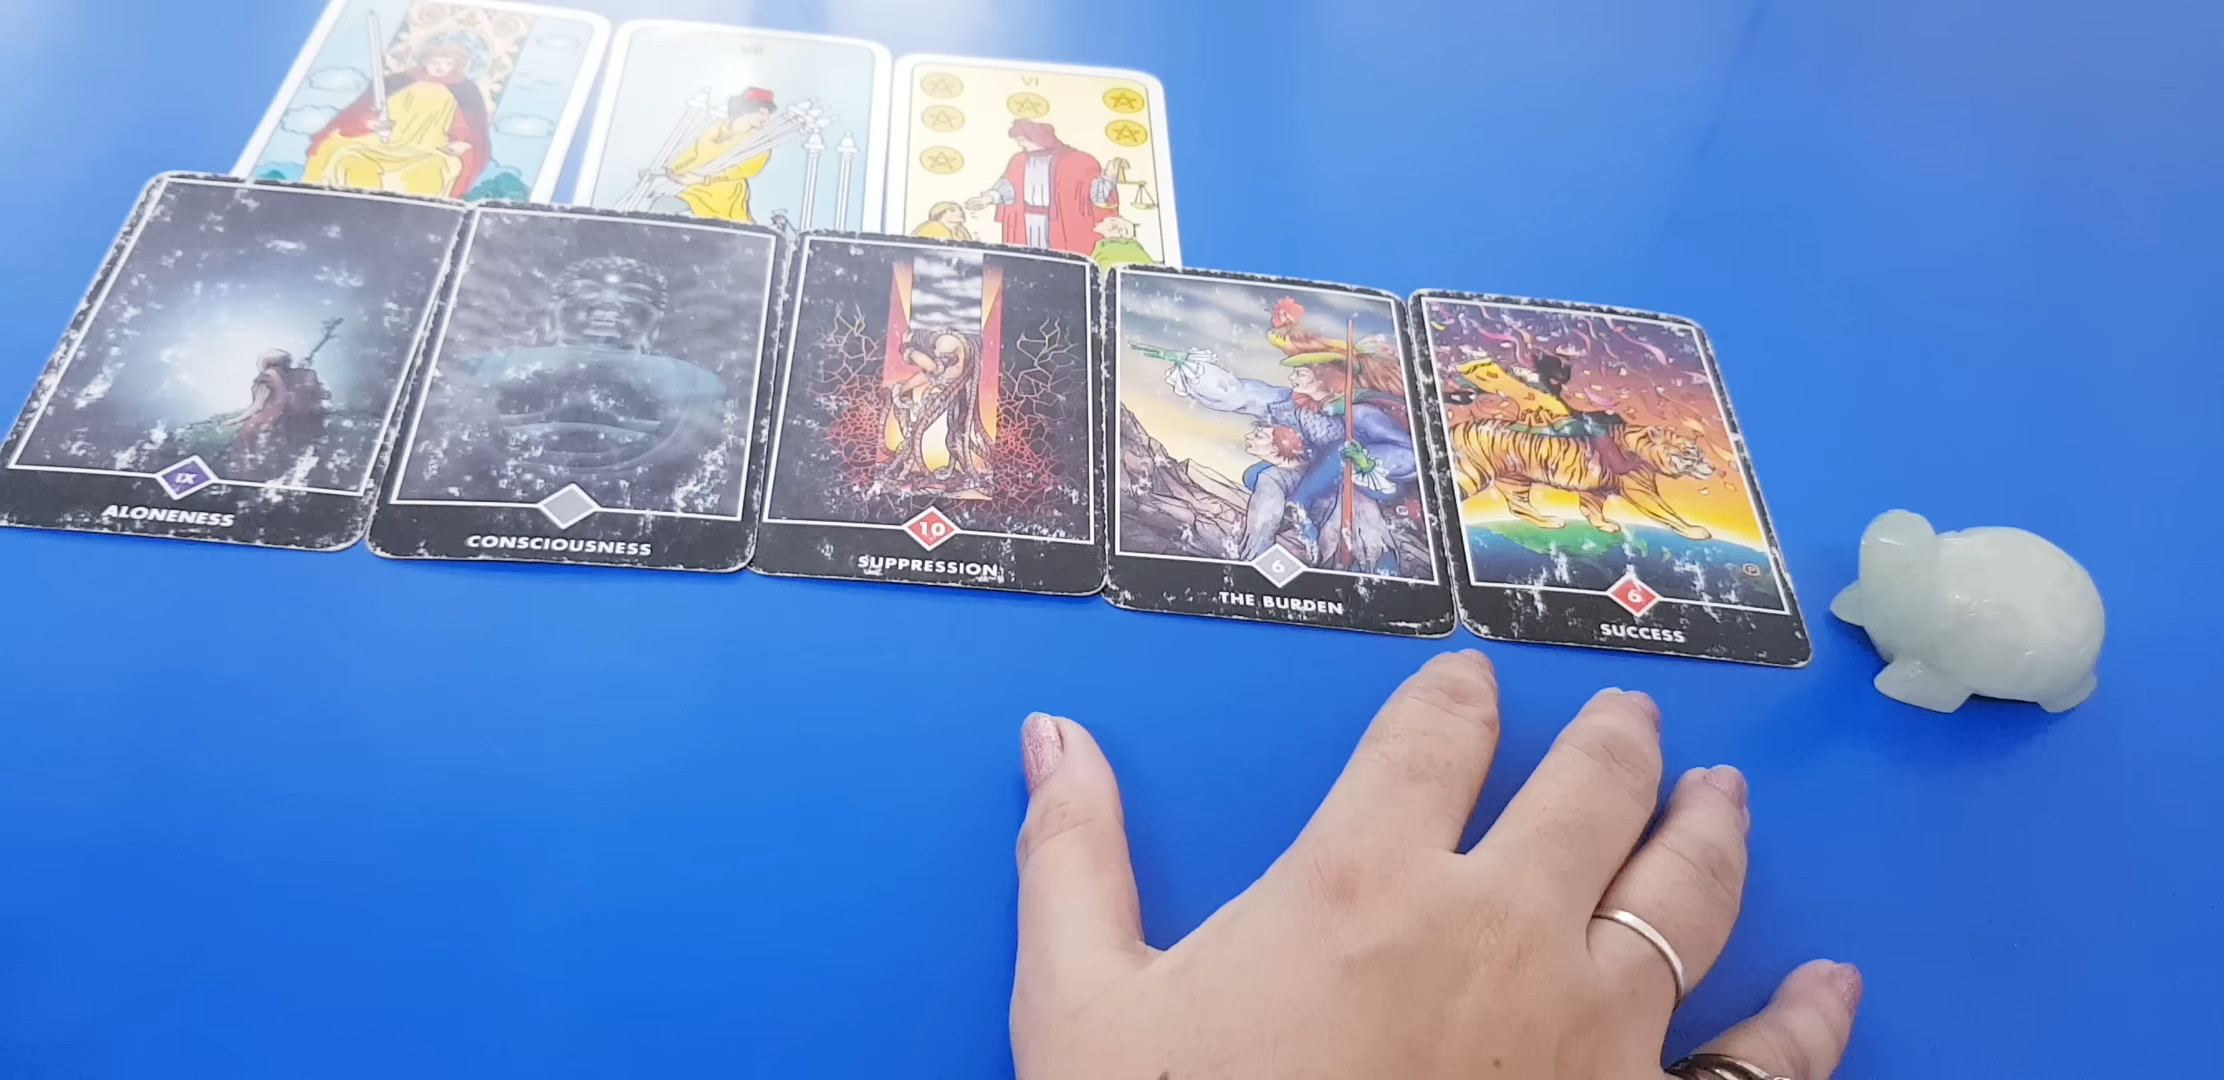 VII
VI
IX
ALONENESS
CONSCIOUSNESS
10
SUPPRESSION
6
THE BURDEN
6
SUCCESS